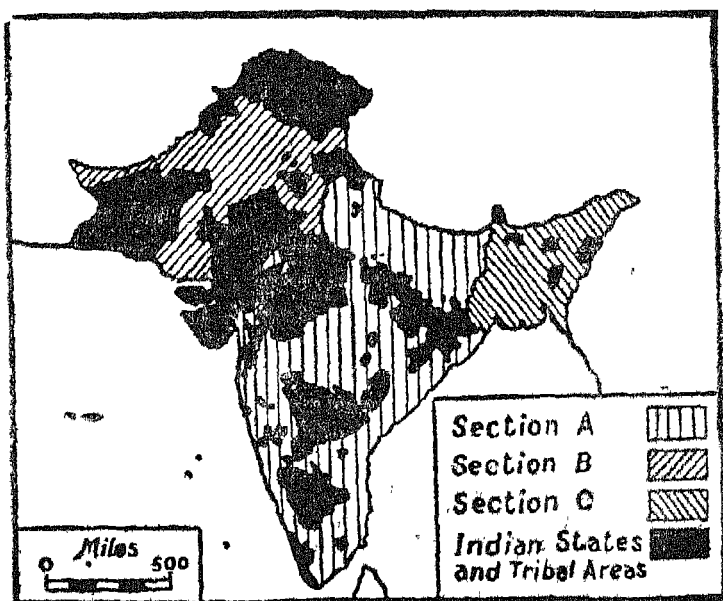 Section A
Section B
Section C
Indian States
and Tribal Areas
Miles
0 500